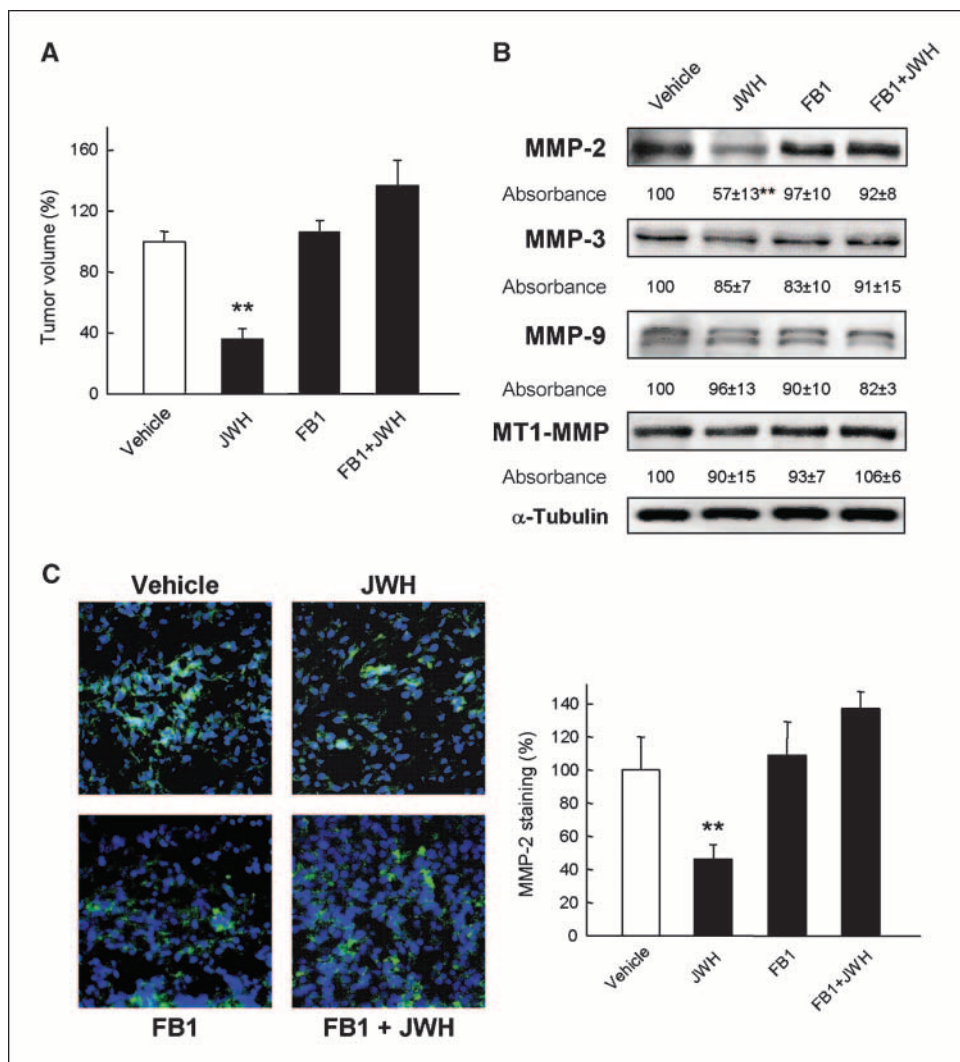 A
Tumor volume (%)
160
120
80
40
0
**
Vehicle
JWH
FB1
FB1+JWH
B
Vehicle
JWH
FB1
FB1+JWH
MMP-2
Absorbance 100 57±13** 97±10 92±8
MMP-3
Absorbance 100 85±7 83±10 91±15
MMP-9
Absorbance 100 96±13 90±10 82±3
MT1-MMP
Absorbance 100 90±15 93±7 106±6
α-Tubulin
C
Vehicle JWH
FB1 FB1 + JWH
MMP-2 staining (%)
140
120
100
80
60
40
20
0
**
Vehicle
JWH
FB1
FB1+JWH